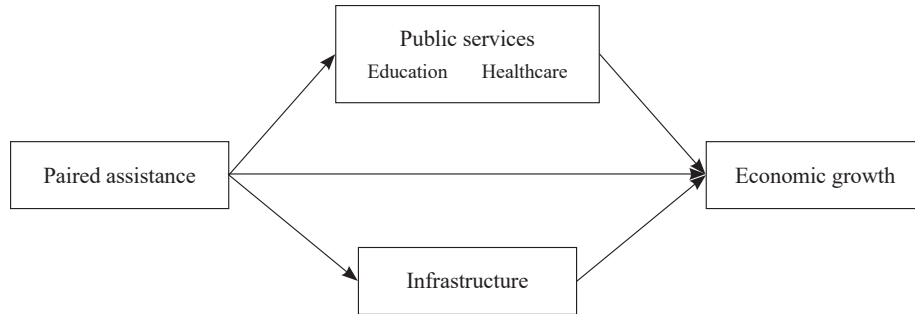 Public services
Education Healthcare
Paired assistance
Economic growth
Infrastructure